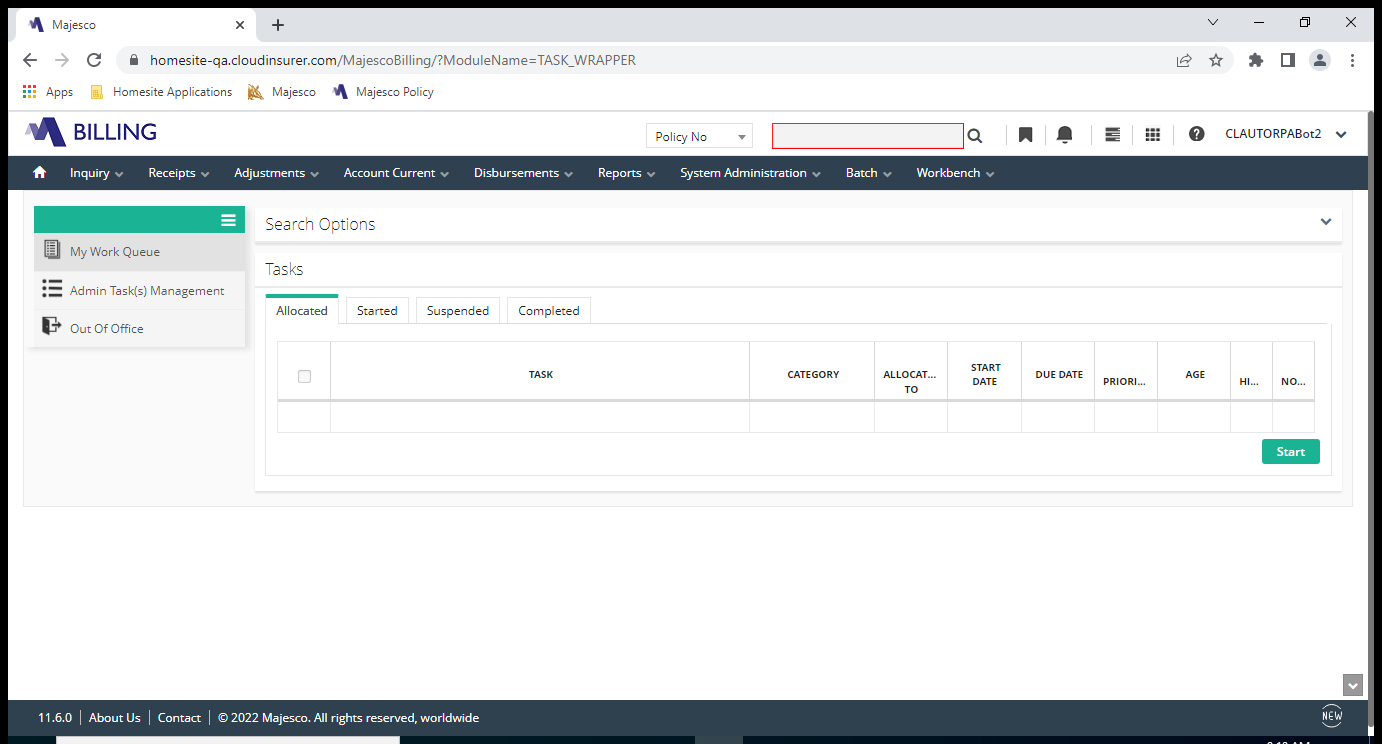 Majesco
homesite-qa.cloudinsurer.com/MajescoBilling/?ModuleName=TASK_WRAPPER
Apps Homesite Applications Majesco Majesco Policy
BILLING Policy No CLAUTORPABot2
Inquiry Receipts Adjustments Account Current Disbursements Reports System Administration Batch Workbench
Search Options
My Work Queue
Admin Task(s) Management
Out Of Office
Tasks
Allocated Started Suspended Completed
TASK CATEGORY ALLOCAT... TO START DATE DUE DATE PRIORI... AGE HI... NO...
Start
11.6.0 About Us Contact © 2022 Majesco. All rights reserved, worldwide NEW